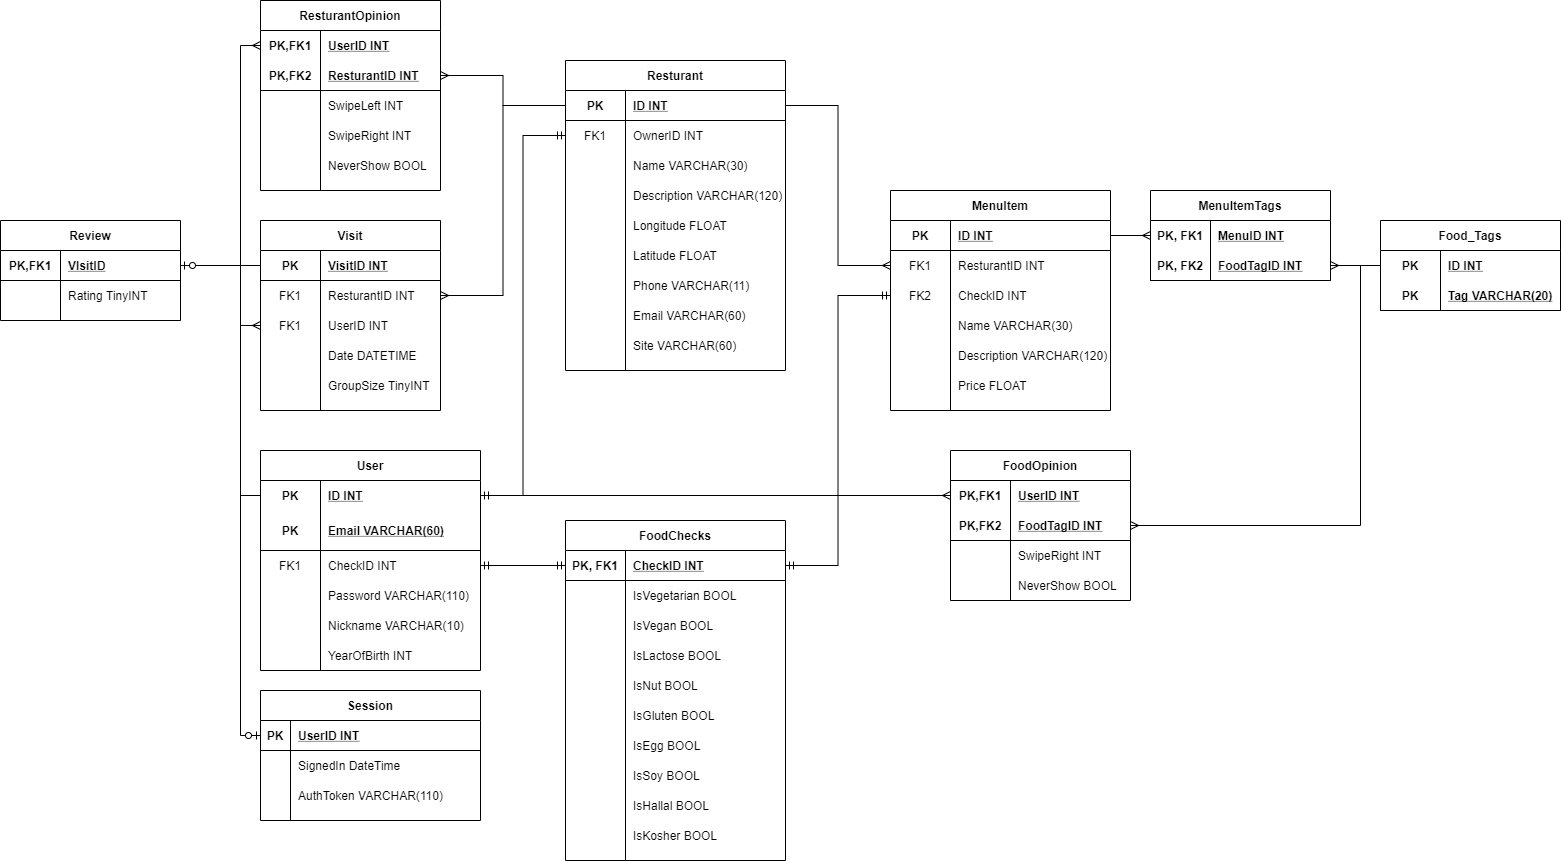 ResturantOpinion
PK,FK1 UserID INT
PK,FK2 ResturantID INT
SwipeLeft INT
SwipeRight INT
NeverShow BOOL
Resturant
PK ID INT
FK1 OwnerID INT
Name VARCHAR(30)
Description VARCHAR(120)
Longitude FLOAT
Latitude FLOAT
Phone VARCHAR(11)
Email VARCHAR(60)
Site VARCHAR(60)
MenuItem
PK ID INT
FK1 ResturantID INT
FK2 CheckID INT
Name VARCHAR(30)
Description VARCHAR(120)
Price FLOAT
MenuItemTags
PK, FK1 MenuID INT
PK, FK2 FoodTagID INT
Food_Tags
PK ID INT
PK Tag VARCHAR(20)
Review
PK,FK1 VIsitID
Rating TinyINT
Visit
PK VisitID INT
FK1 ResturantID INT
FK1 UserID INT
Date DATETIME
GroupSize TinyINT
User
PK ID INT
PK Email VARCHAR(60)
FK1 CheckID INT
Password VARCHAR(110)
Nickname VARCHAR(10)
YearOfBirth INT
FoodOpinion
PK,FK1 UserID INT
PK,FK2 FoodTagID INT
SwipeRight INT
NeverShow BOOL
FoodChecks
PK, FK1 CheckID INT
IsVegetarian BOOL
IsVegan BOOL
IsLactose BOOL
IsNut BOOL
IsGluten BOOL
IsEgg BOOL
IsSoy BOOL
IsHallal BOOL
IsKosher BOOL
Session
PK UserID INT
SignedIn DateTime
AuthToken VARCHAR(110)